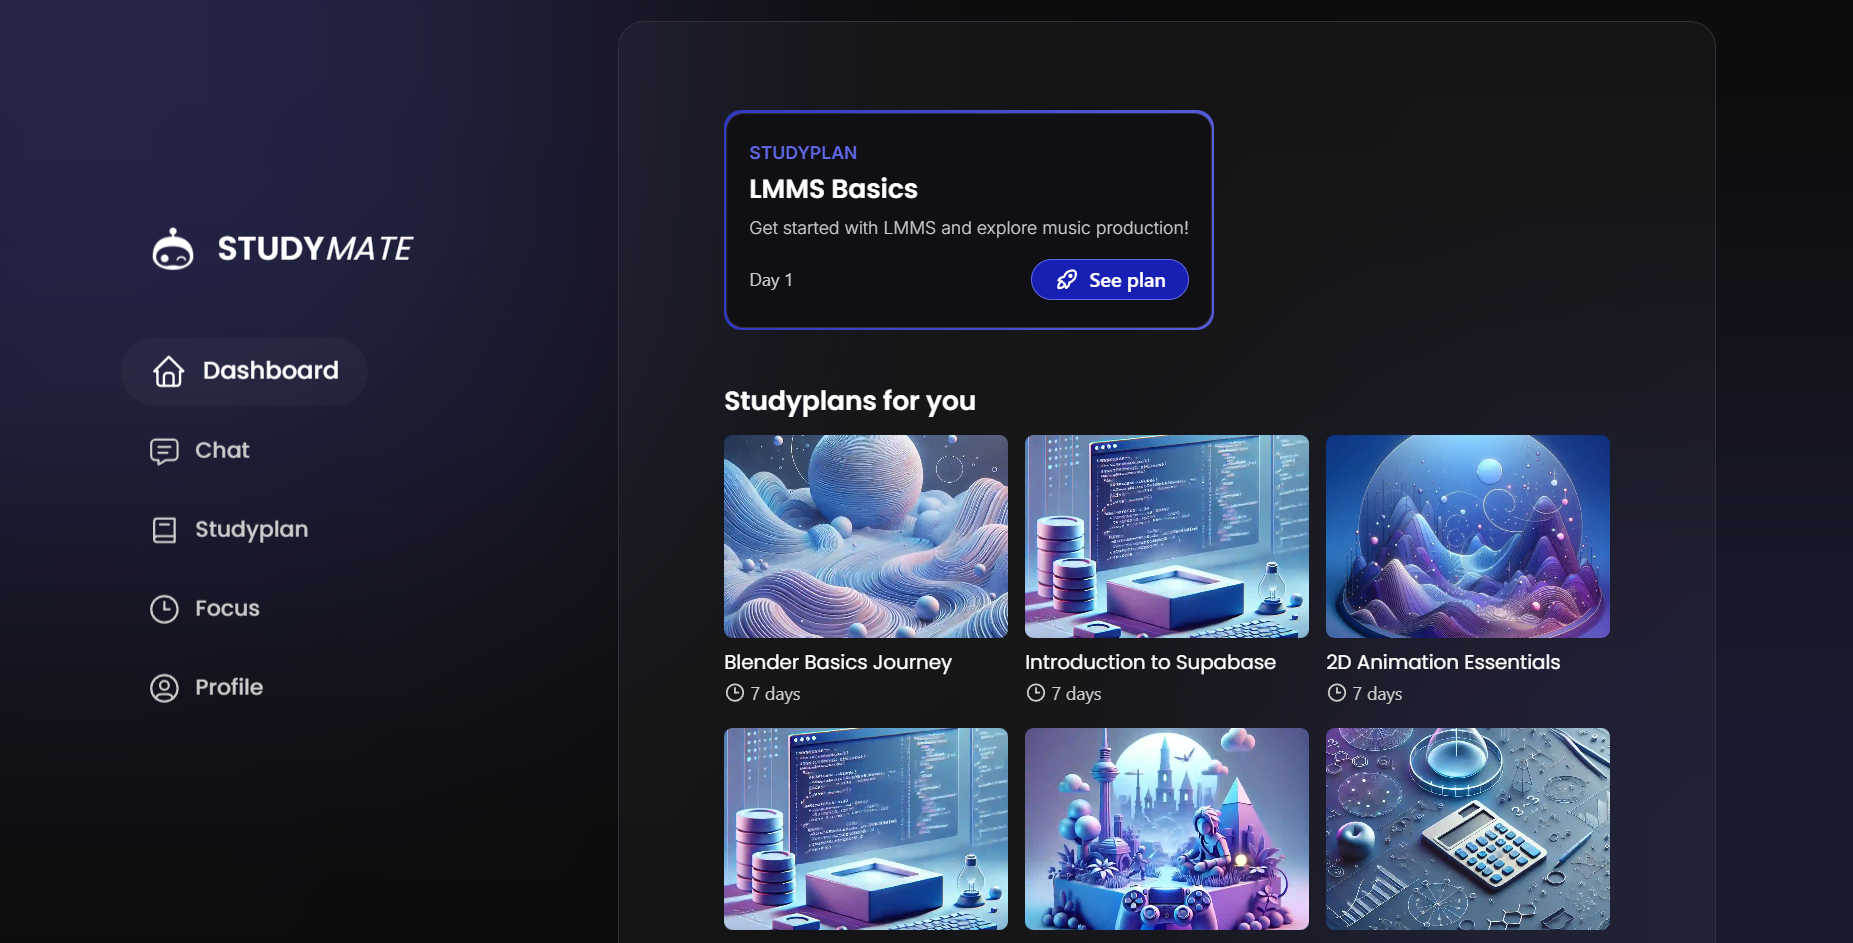 STUDYMATE
Dashboard
Chat
Studyplan
Focus
Profile
STUDYPLAN
LMMS Basics
Get started with LMMS and explore music production!
Day 1
See plan
Studyplans for you
Blender Basics Journey
7 days
Introduction to Supabase
7 days
2D Animation Essentials
7 days